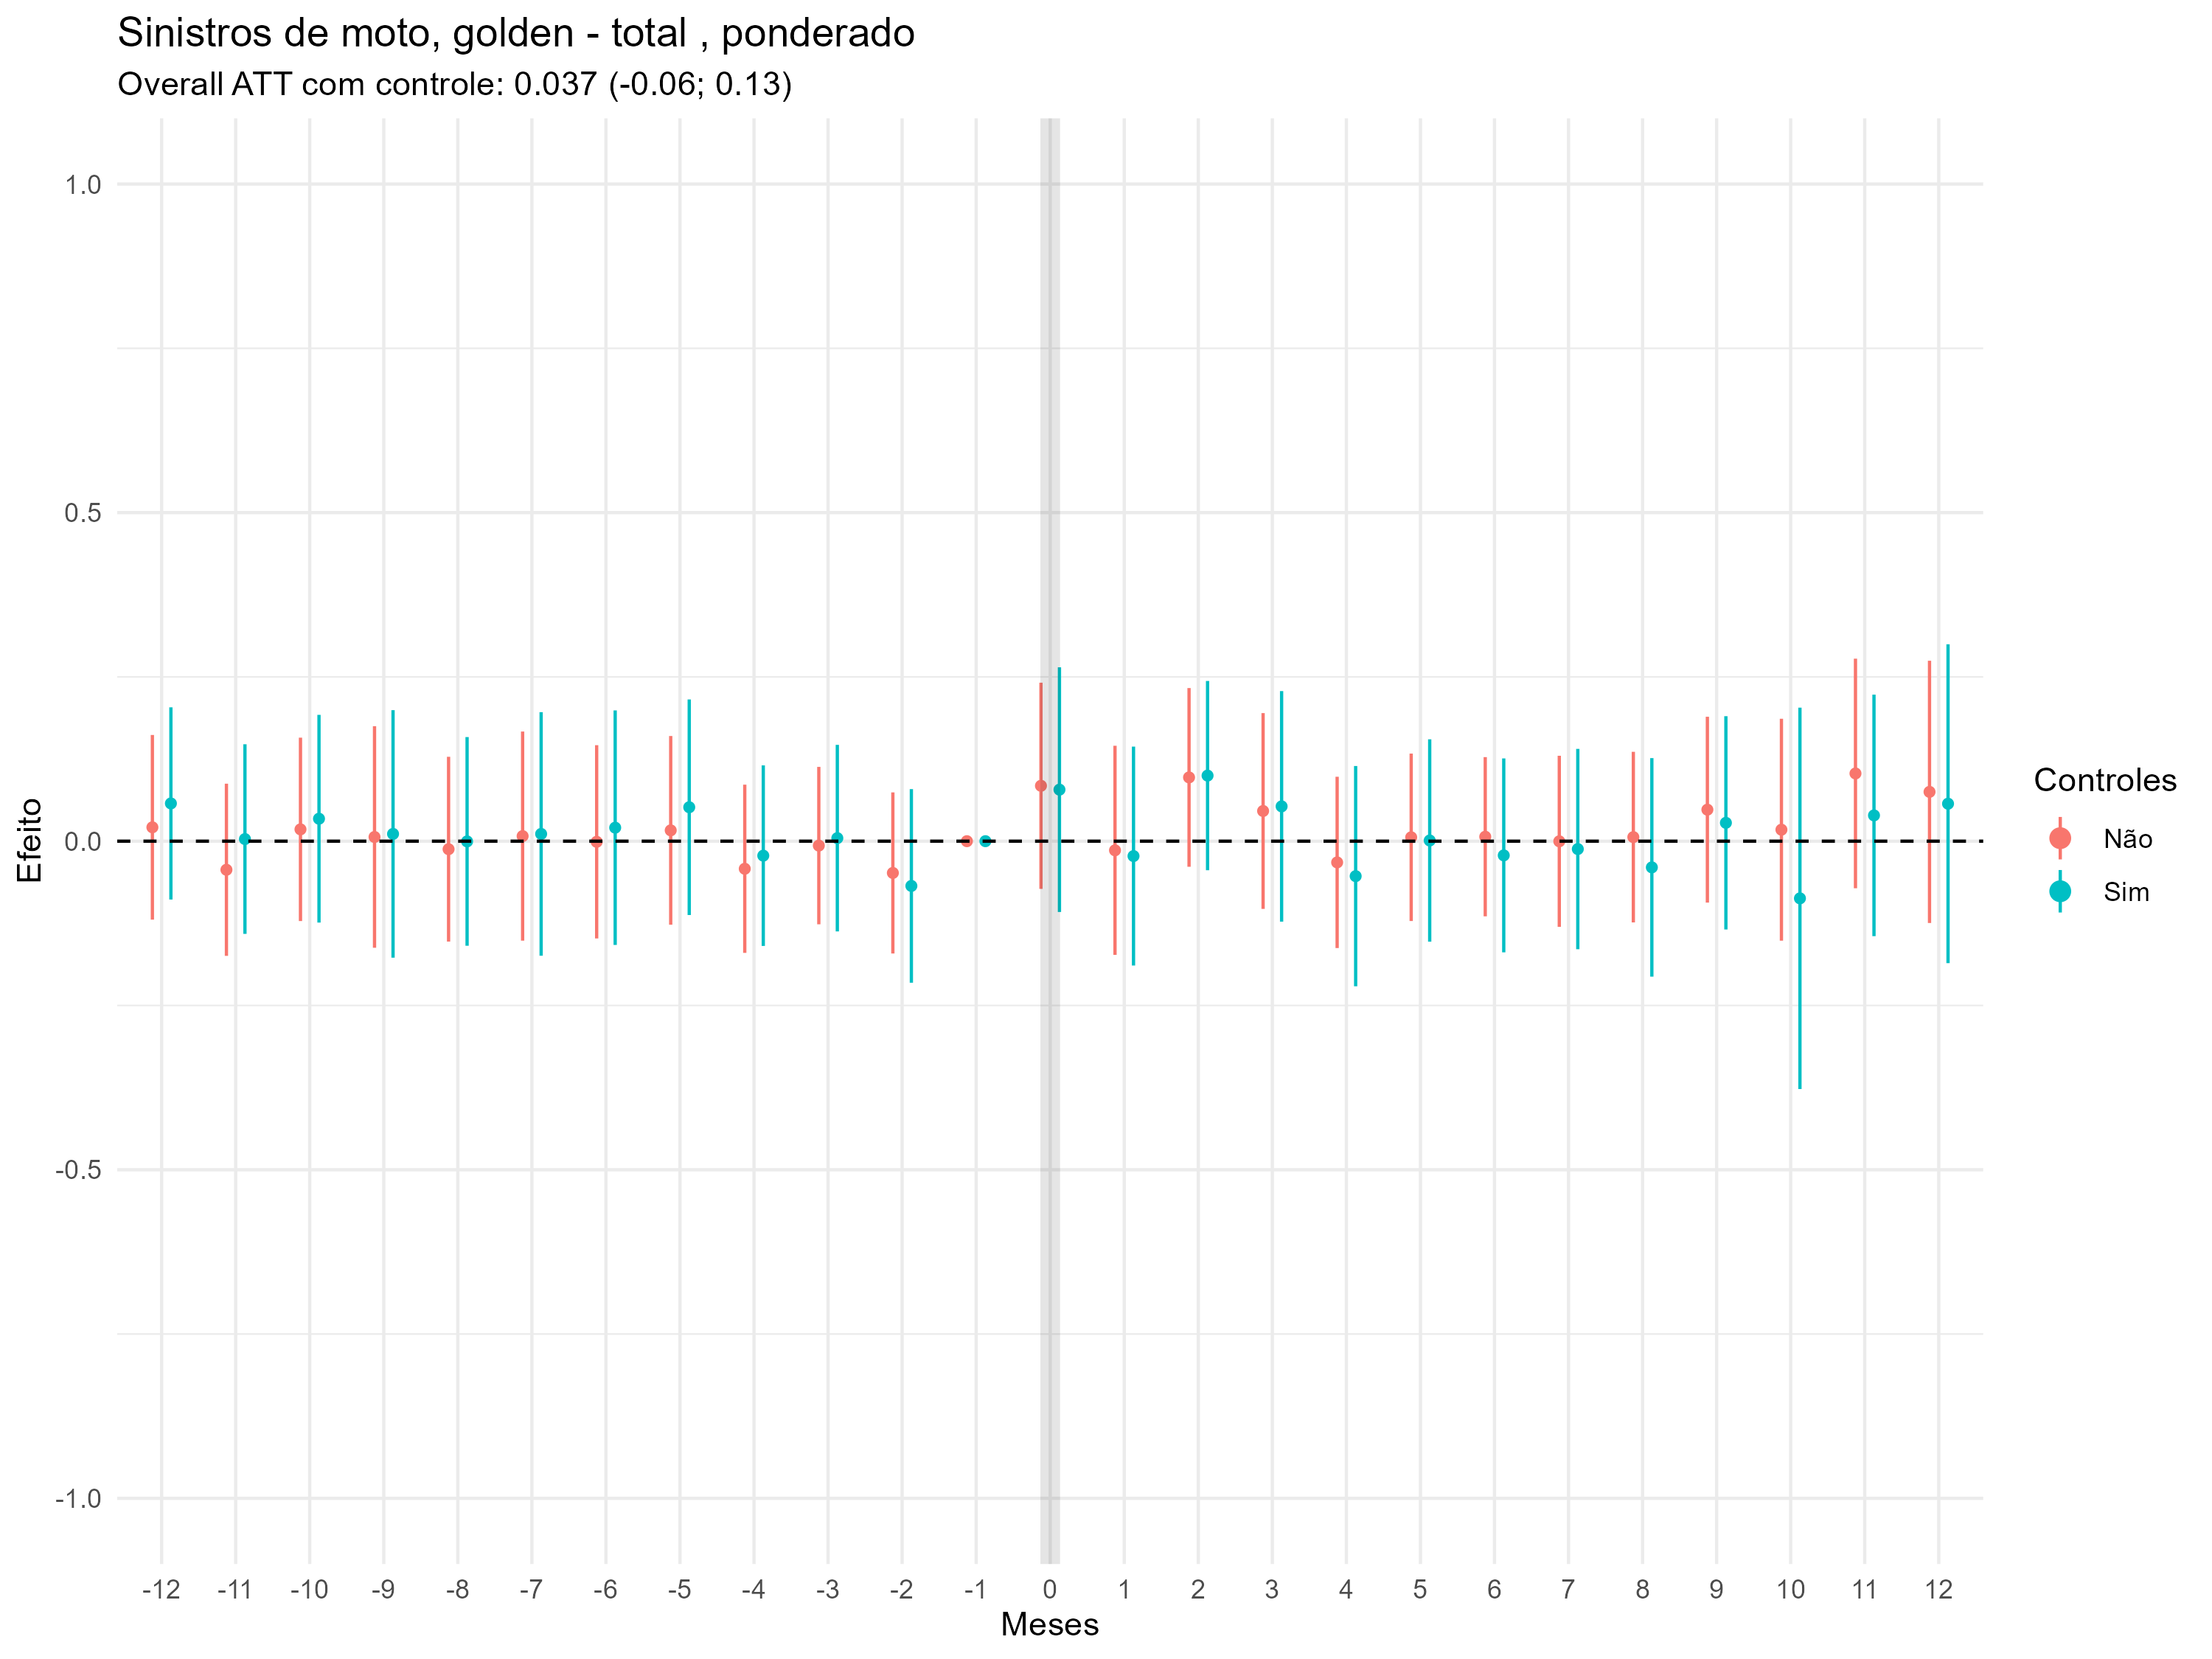 Sinistros de moto, golden - total , ponderado
Overall ATT com controle: 0.037 (-0.06; 0.13)
1.0
0.5
0.0
-0.5
-1.0
Efeito
-12 -11 -10 -9 -8 -7 -6 -5 -4 -3 -2 -1 0 1 2 3 4 5 6 7 8 9 10 11 12
Meses
Controles
Não
Sim